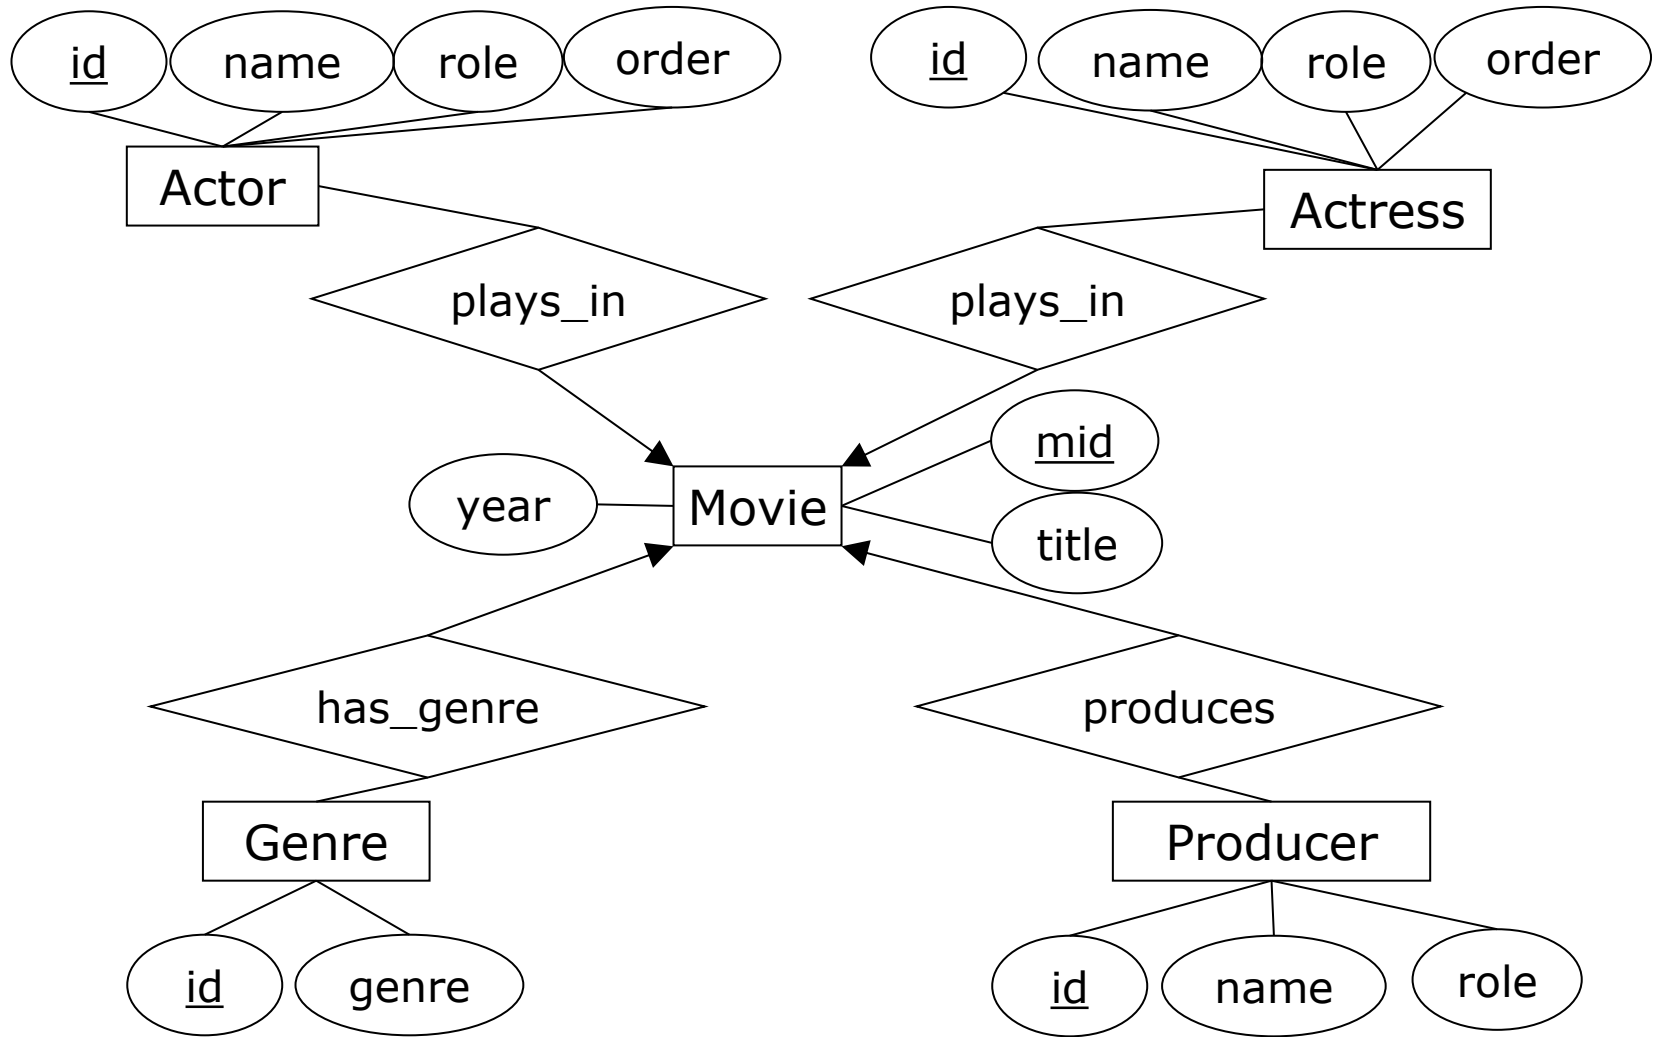 id name role order
id name role order
Actor
Actress
plays_in
plays_in
mid
year
Movie
title
has_genre
produces
Genre
Producer
id genre
id name role